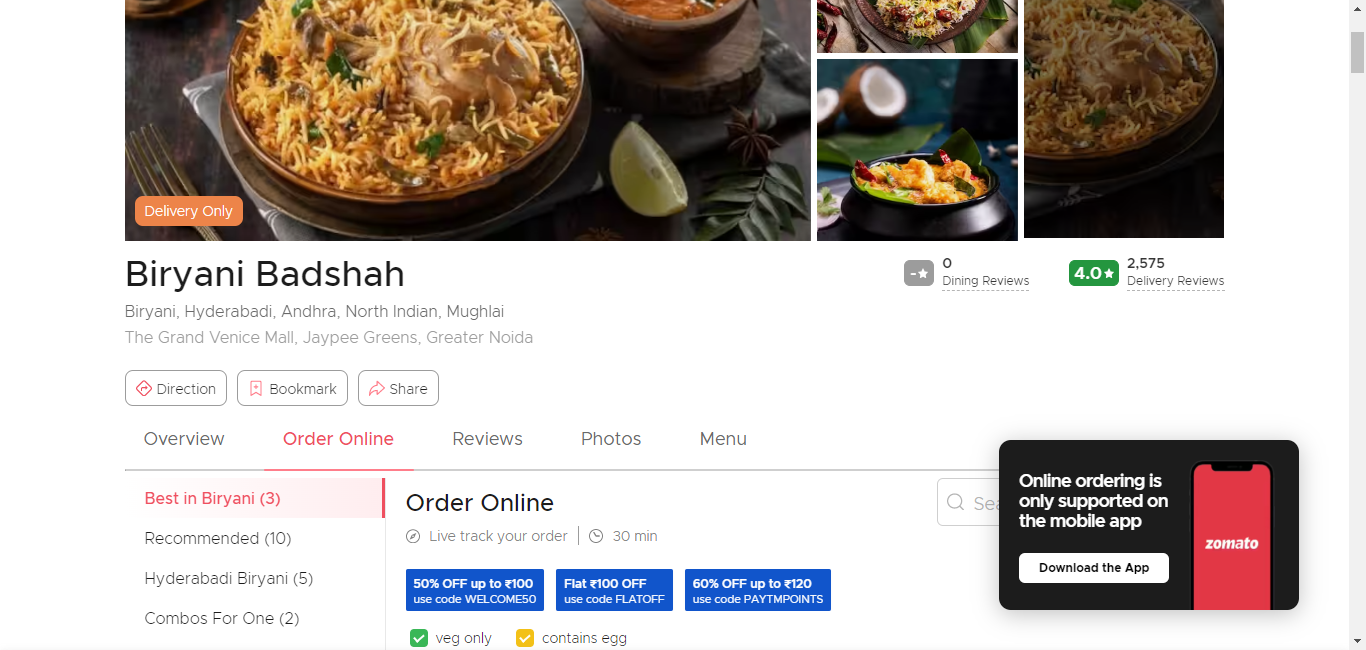 Delivery Only
Biryani Badshah
- 0
Dining Reviews
4.0 2,575
Delivery Reviews
Biryani, Hyderabadi, Andhra, North Indian, Mughlai
The Grand Venice Mall, Jaypee Greens, Greater Noida
Direction Bookmark Share
Overview Order Online Reviews Photos Menu
Best in Biryani (3)
Recommended (10)
Hyderabadi Biryani (5)
Combos For One (2)
Order Online
Live track your order 30 min
50% OFF up to ₹100
use code WELCOME50
Flat ₹100 OFF
use code FLATOFF
60% OFF up to ₹120
use code PAYTMPOINTS
veg only contains egg
Online ordering is
only supported on
the mobile app
Download the App
zomato